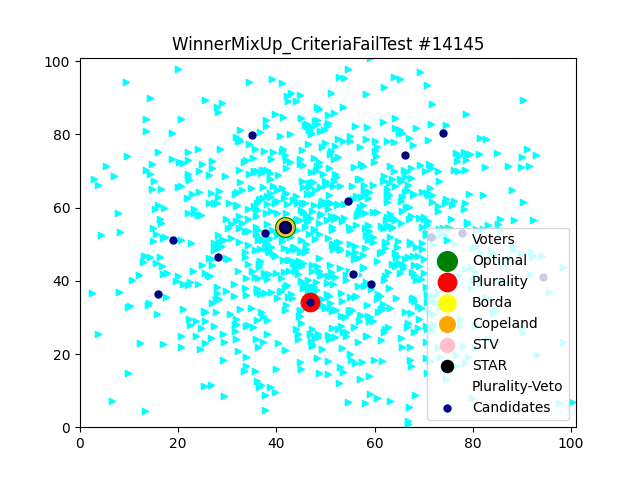 WinnerMixUp_CriteriaFailTest #14145
100
80
60
40
20
0
0
20
40
60
80
100
Voters
Optimal
Plurality
Borda
Copeland
STV
STAR
Plurality-Veto
Candidates